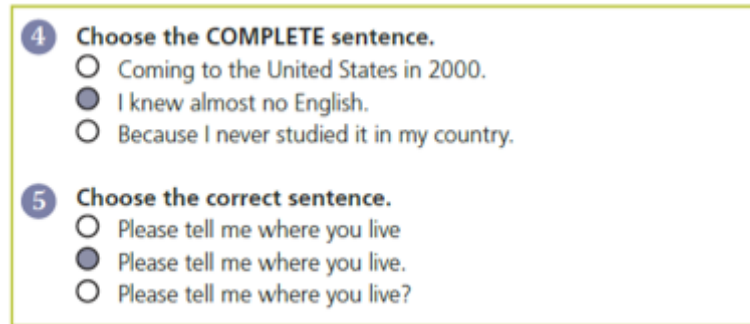 4 Choose the COMPLETE sentence.
Coming to the United States in 2000.
I knew almost no English.
Because I never studied it in my country.
5 Choose the correct sentence.
Please tell me where you live
Please tell me where you live.
Please tell me where you live?